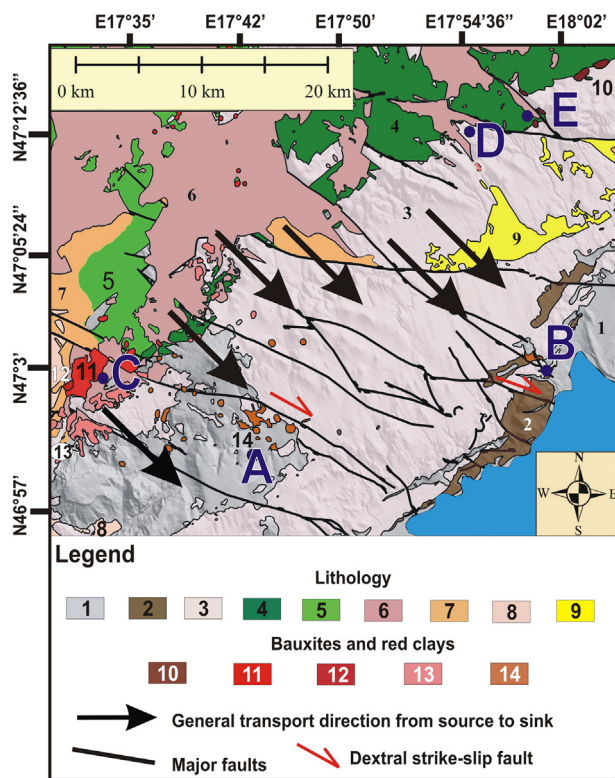 E17°35’ E17°42’ E17°50’ E17°54’36’’ E18°02’
N47°12’36’’
N47°05’24’’
N47°3’
N46°57’
0 km 10 km 20 km
10
E
D
4
3
6
9
5
7
1
B
12
11
C
2
14
A
13
8
N
W E
S
Legend
Lithology
1 2 3 4 5 6 7 8 9
Bauxites and red clays
10 11 12 13 14
General transport direction from source to sink
Major faults
Dextral strike-slip fault